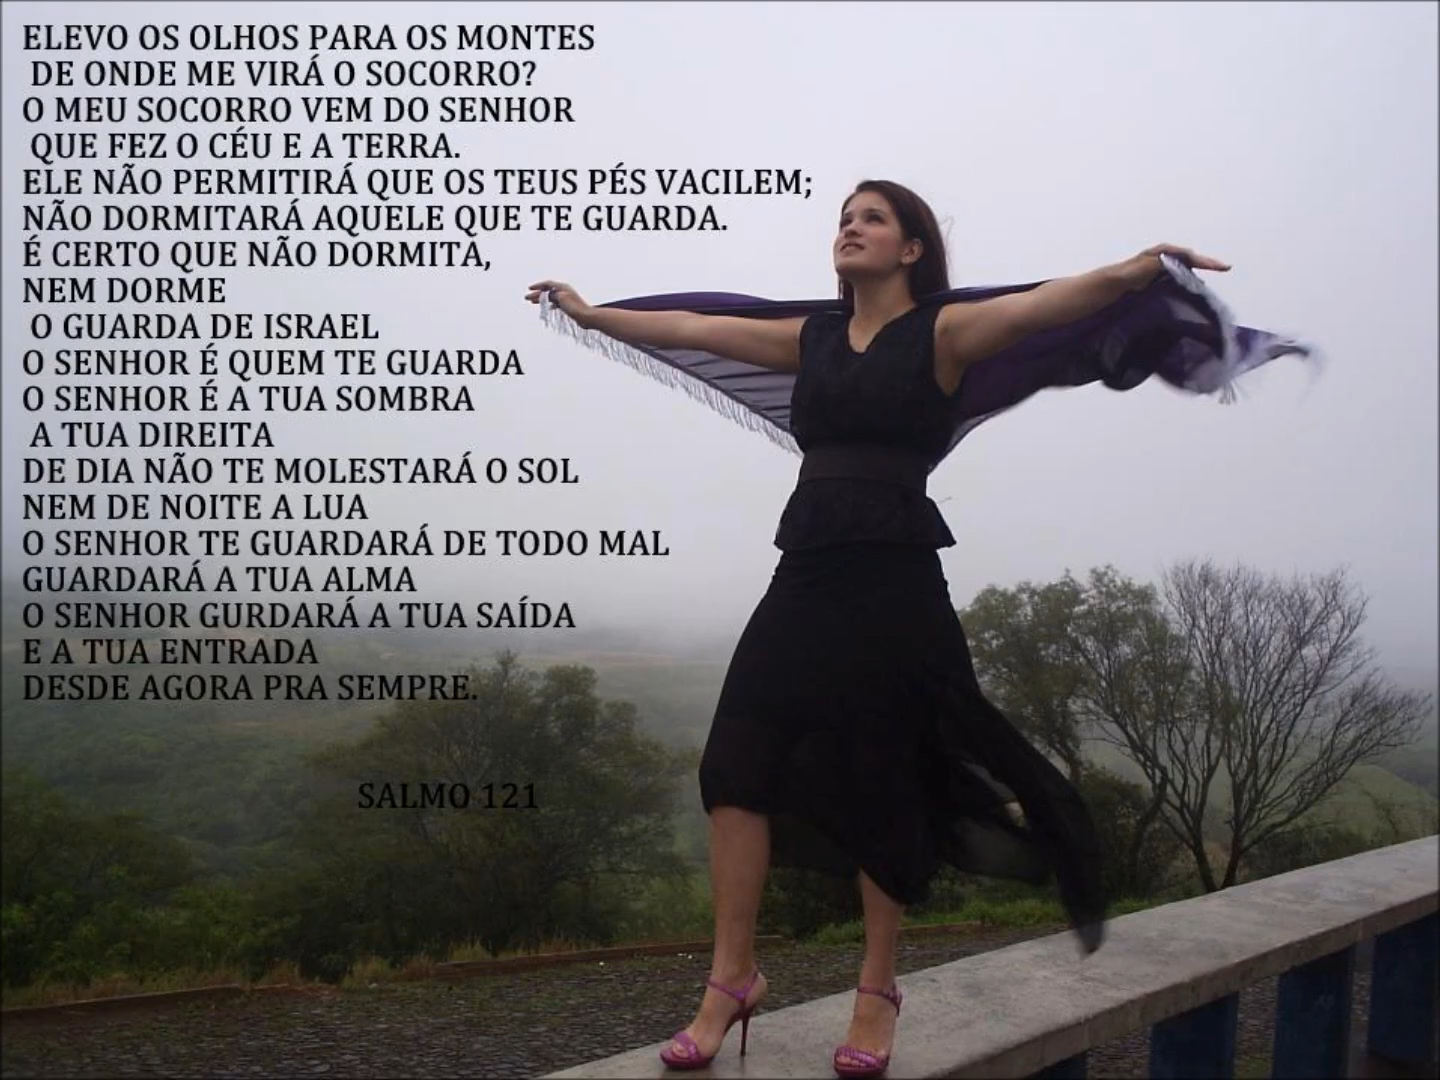 ELEVO OS OLHOS PARA OS MONTES
DE ONDE ME VIRÁ O SOCORRO?
O MEU SOCORRO VEM DO SENHOR
QUE FEZ O CÉU E A TERRA.
ELE NÃO PERMITIRÁ QUE OS TEUS PÉS VACILEM;
NÃO DORMITARÁ AQUELE QUE TE GUARDA.
É CERTO QUE NÃO DORMITA,
NEM DORME
O GUARDA DE ISRAEL
O SENHOR É QUEM TE GUARDA
O SENHOR É A TUA SOMBRA
A TUA DIREITA
DE DIA NÃO TE MOLESTARÁ O SOL
NEM DE NOITE A LUA
O SENHOR TE GUARDARÁ DE TODO MAL
GUARDARÁ A TUA ALMA
O SENHOR GURDARÁ A TUA SAÍDA
E A TUA ENTRADA
DESDE AGORA PRA SEMPRE.
SALMO 121